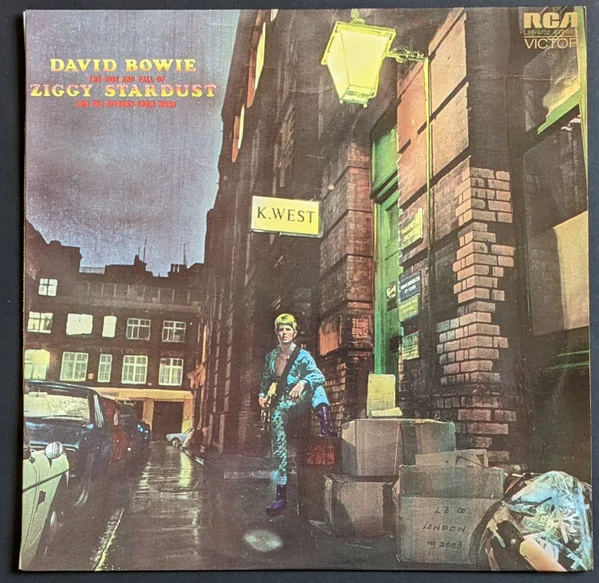 DAVID BOWIE
THE RISE AND FALL OF
ZIGGY STARDUST
AND THE SPIDERS FROM MARS
RCA
VICTOR
K.WEST
LONDON